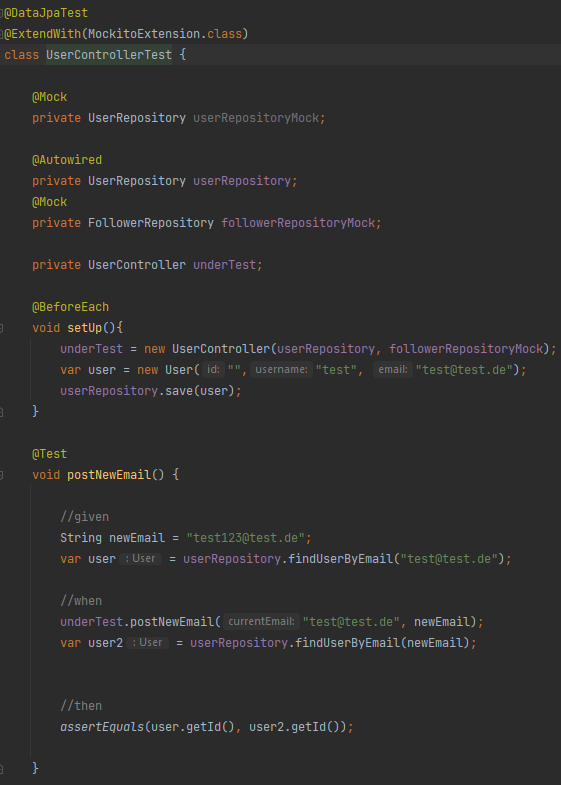 @DataJpaTest
@ExtendWith(MockitoExtension.class)
class UserControllerTest {
@Mock
private UserRepository userRepositoryMock;
@Autowired
private UserRepository userRepository;
@Mock
private FollowerRepository followerRepositoryMock;
private UserController underTest;
@BeforeEach
void setUp(){
underTest = new UserController(userRepository, followerRepositoryMock);
var user = new User( id: "", username: "test", email: "test@test.de");
userRepository.save(user);
}
@Test
void postNewEmail() {
//given
String newEmail = "test123@test.de";
var user : User = userRepository.findUserByEmail("test@test.de");
//when
underTest.postNewEmail( currentEmail: "test@test.de", newEmail);
var user2 : User = userRepository.findUserByEmail(newEmail);
//then
assertEquals(user.getId(), user2.getId());
}